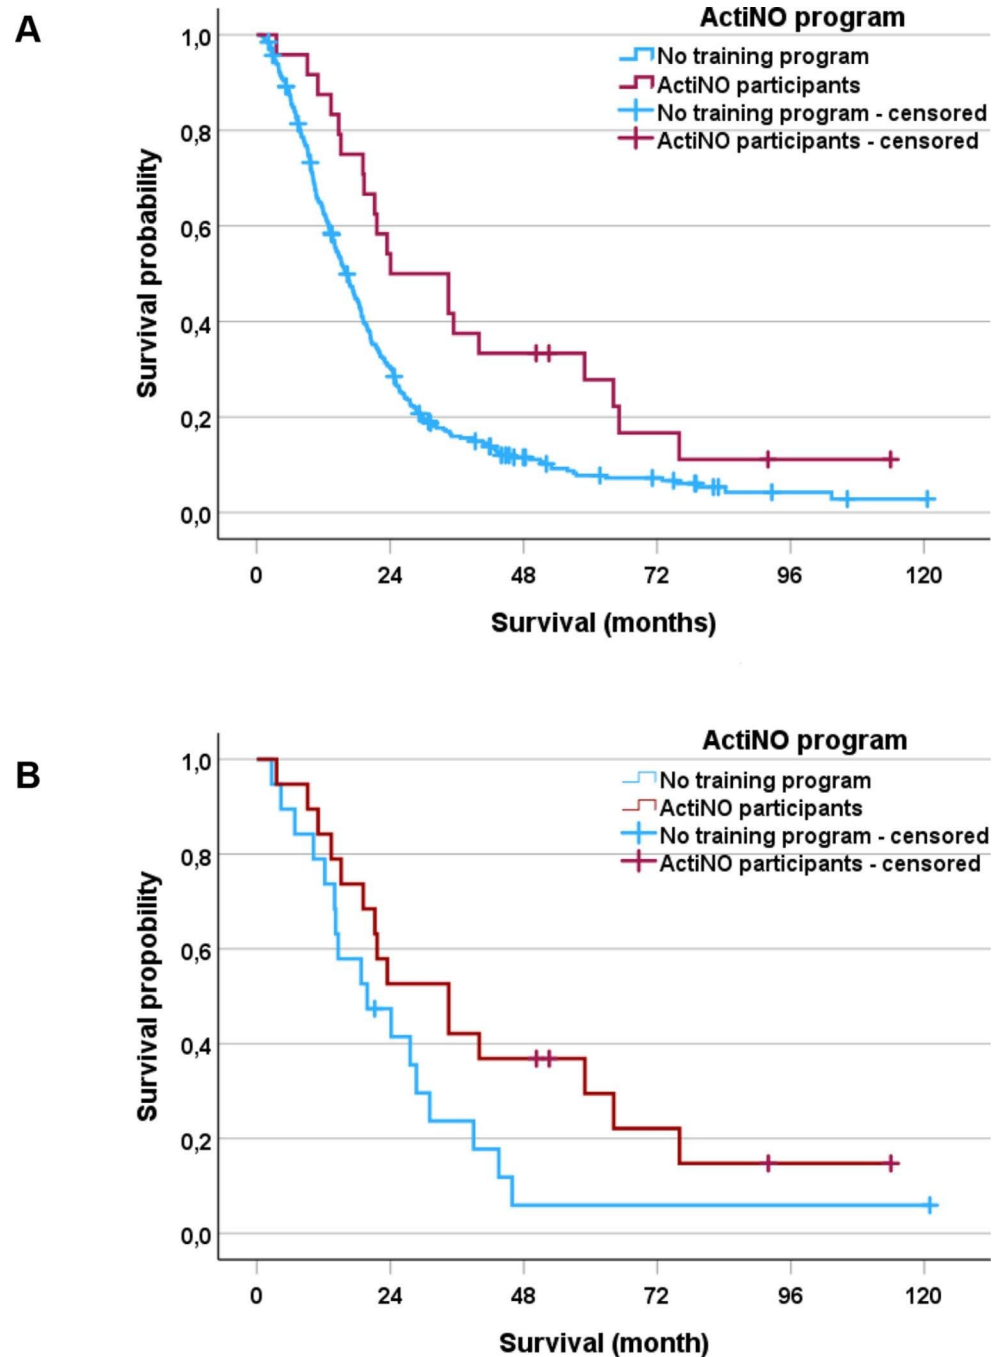 A
ActiNO program
No training program
ActiNO participants
No training program - censored
ActiNO participants - censored
Survival probability
1,0
0,8
0,6
0,4
0,2
0,0
0 24 48 72 96 120
Survival (months)
B
ActiNO program
No training program
ActiNO participants
No training program - censored
ActiNO participants - censored
Survival propobility
1,0
0,8
0,6
0,4
0,2
0,0
0 24 48 72 96 120
Survival (month)